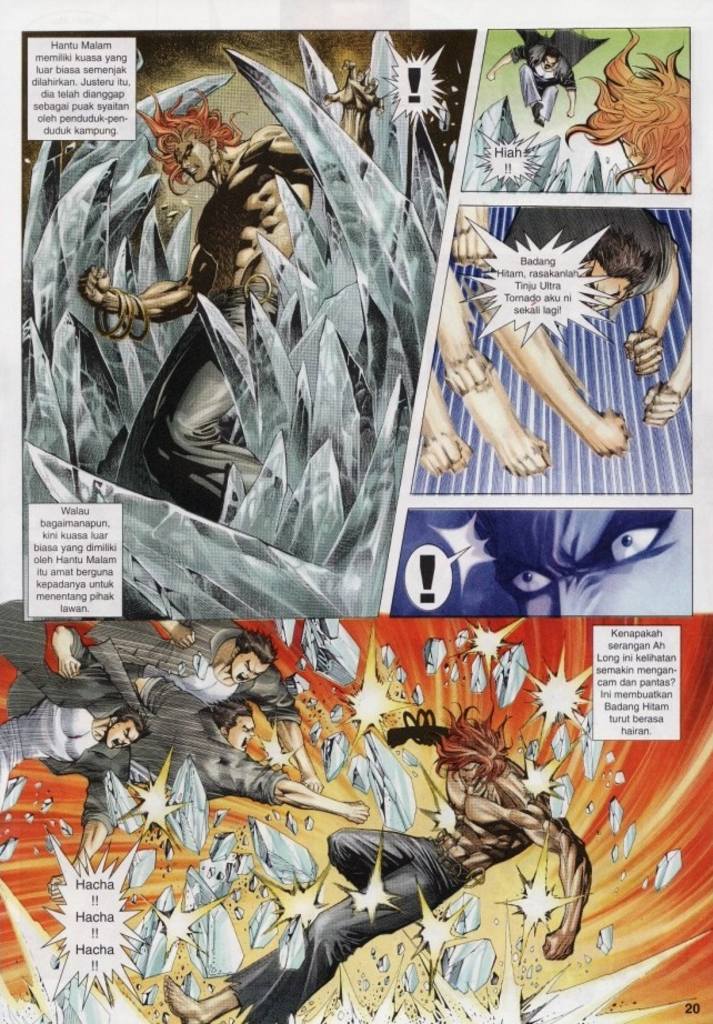 Hantu Malam
memiliki kuasa yang
luar biasa semenjak
dilahirkan. Justeru itu,
dia telah dianggap
sebagai puak syaitan
oleh penduduk-pen-
duduk kampung.
!
Hiah
!!
Badang
Hitam, rasakanlah
Tinju Ultra
Tornado aku ni
sekali lagi!
Walau
bagaimanapun,
kini kuasa luar
biasa yang dimiliki
oleh Hantu Malam
itu amat berguna
kepadanya untuk
menentang pihak
lawan.
!
Kenapakah
serangan Ah
Long ini kelihatan
semakin mengan-
cam dan pantas?
Ini membuatkan
Badang Hitam
turut berasa
hairan.
Hacha
!!
Hacha
!!
Hacha
!!
20